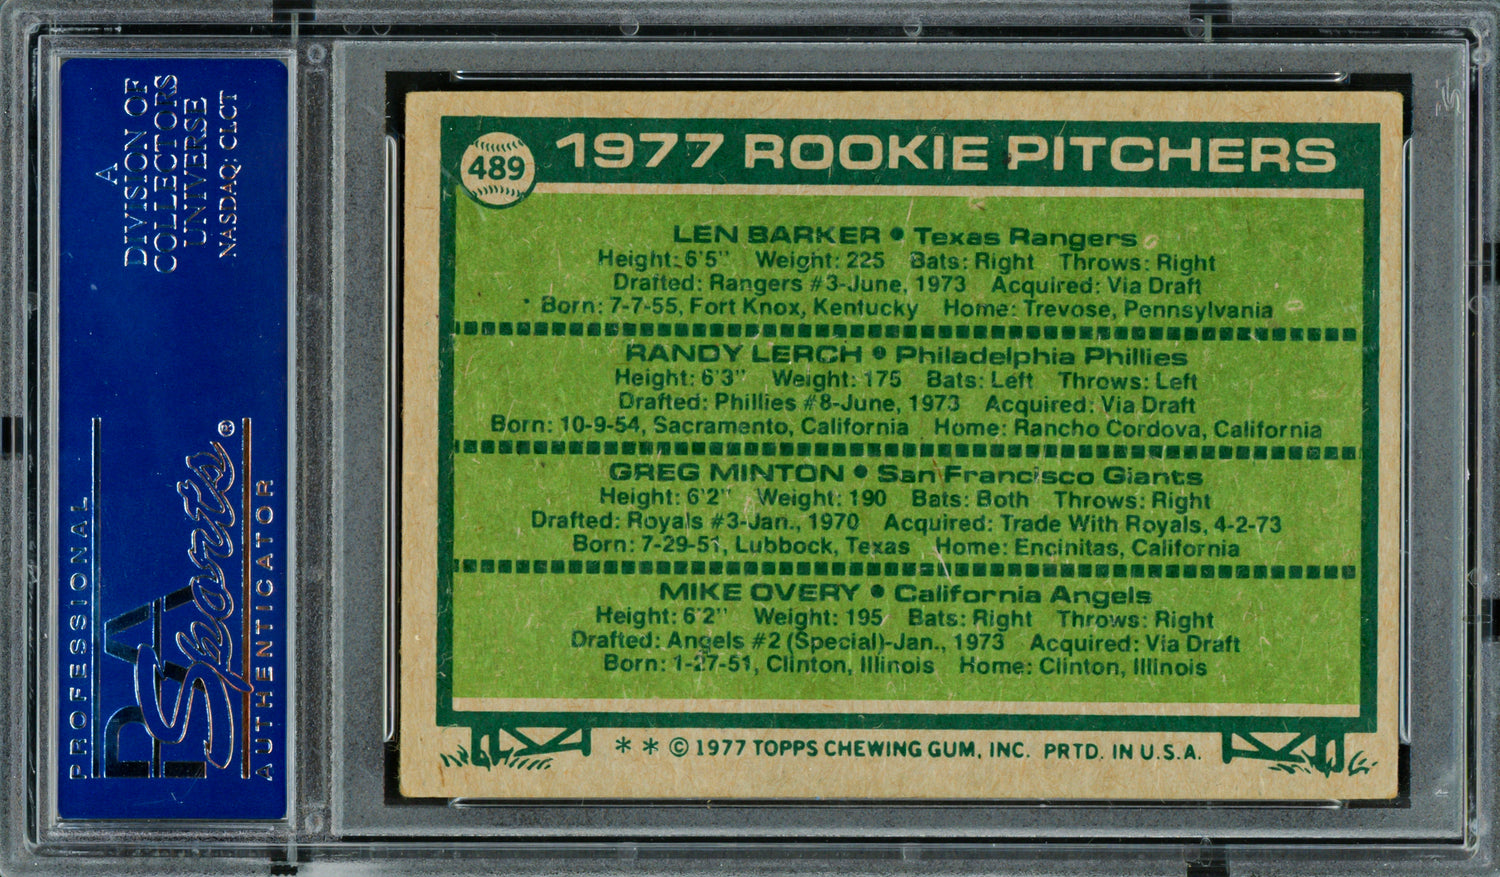 A
DIVISION OF
COLLECTORS
UNIVERSE
NASDAQ: CLCT
PROFESSIONAL
PSA
Sports®
AUTHENTICATOR
489
1977 ROOKIE PITCHERS
LEN BARKER • Texas Rangers
Height: 6'5" Weight: 225 Bats: Right Throws: Right
Drafted: Rangers #3-June, 1973 Acquired: Via Draft
Born: 7-7-55, Fort Knox, Kentucky Home: Trevose, Pennsylvania
RANDY LERCH • Philadelphia Phillies
Height: 6'3" Weight: 175 Bats: Left Throws: Left
Drafted: Phillies #8-June, 1973 Acquired: Via Draft
Born: 10-9-54, Sacramento, California Home: Rancho Cordova, California
GREG MINTON • San Francisco Giants
Height: 6'2" Weight: 190 Bats: Both Throws: Right
Drafted: Royals #3-Jan., 1970 Acquired: Trade With Royals, 4-2-73
Born: 7-29-51, Lubbock, Texas Home: Encinitas, California
MIKE OVERY • California Angels
Height: 6'2" Weight: 195 Bats: Right Throws: Right
Drafted: Angels #2 (Special)-Jan., 1973 Acquired: Via Draft
Born: 1-27-51, Clinton, Illinois Home: Clinton, Illinois
* * © 1977 TOPPS CHEWING GUM, INC. PRTD. IN U.S.A.